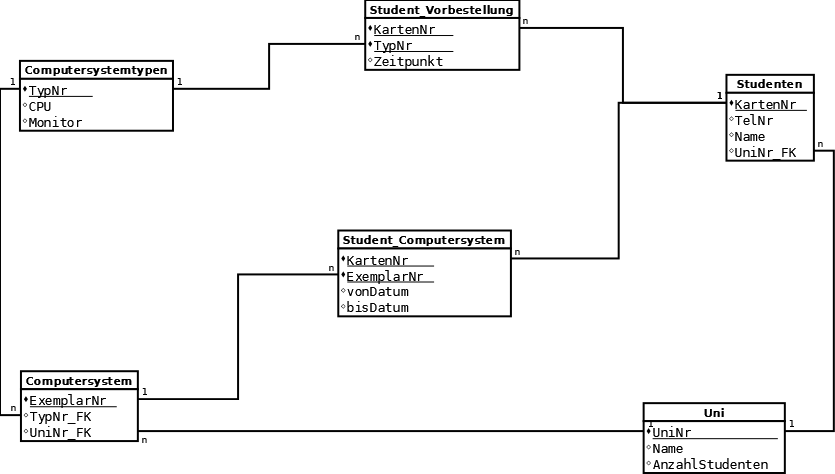 Student_Vorbestellung
KartenNr
TypNr
Zeitpunkt
n
n
Computersystemtypen
TypNr
CPU
Monitor
1
1
Studenten
KartenNr
TelNr
Name
UniNr_FK
1
n
Student_Computersystem
KartenNr
ExemplarNr
vonDatum
bisDatum
n
n
Computersystem
ExemplarNr
TypNr_FK
UniNr_FK
1
n
n
Uni
UniNr
Name
AnzahlStudenten
1
1